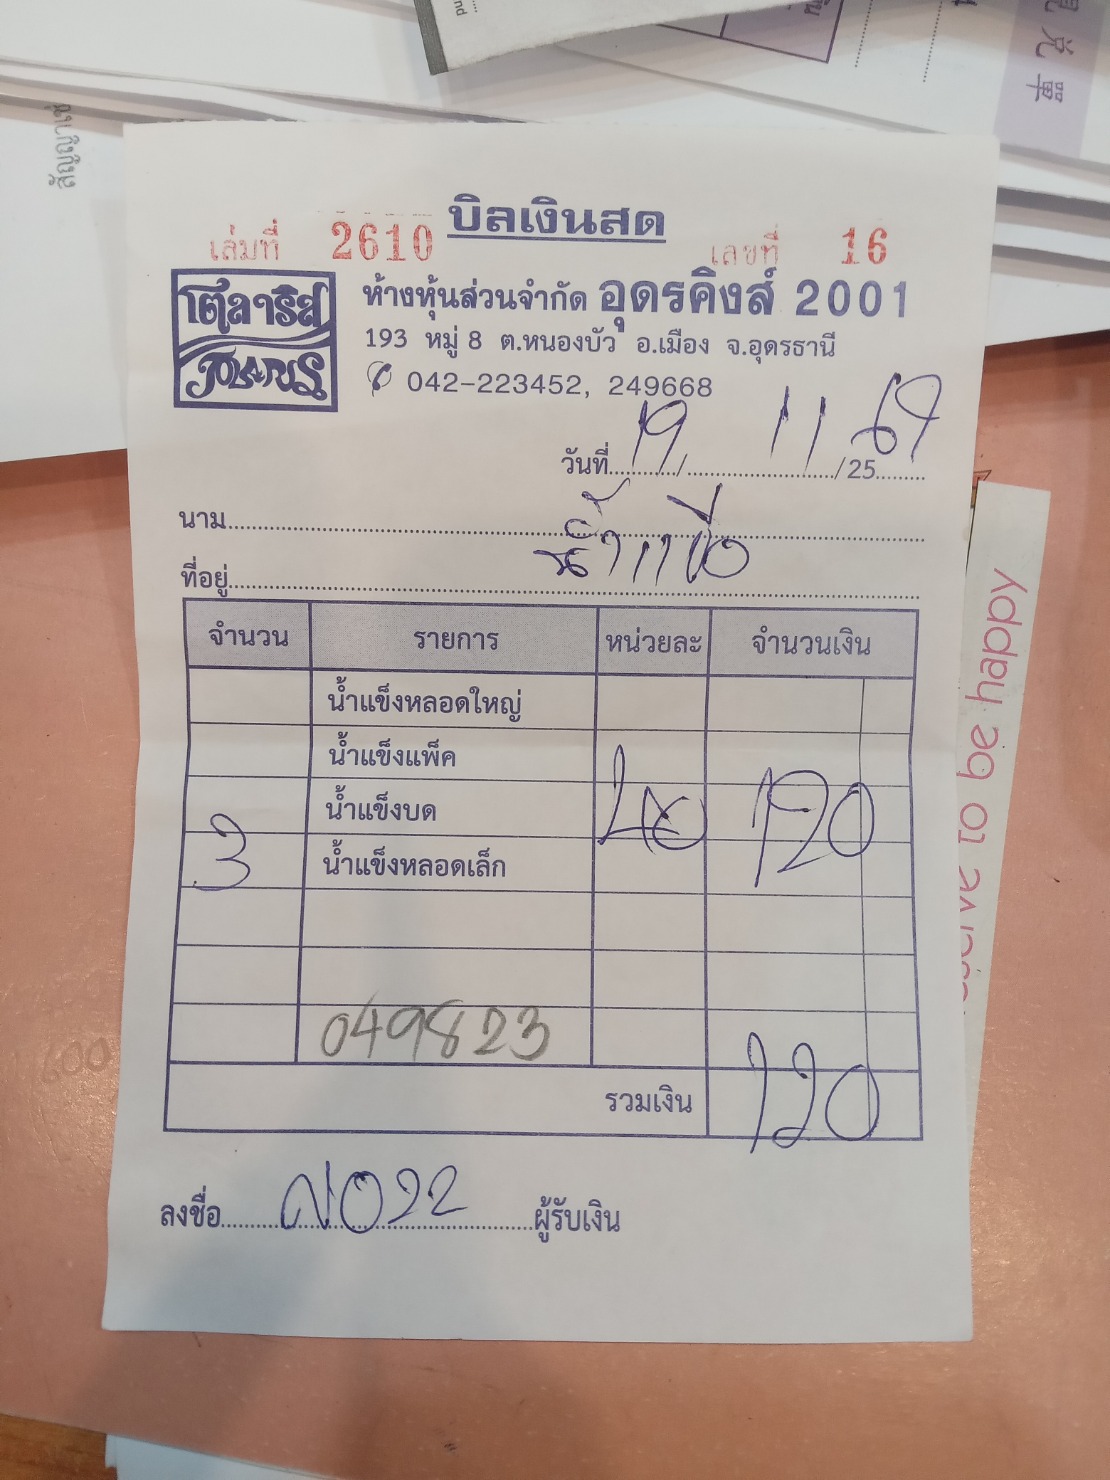 บิลเงินสด
เล่มที่ 2610 เลขที่ 16
โตลาริส
POLARIS
ห้างหุ้นส่วนจำกัด อุดรคิงส์ 2001
193 หมู่ 8 ต.หนองบัว อ.เมือง จ.อุดรธานี
042-223452, 249668
วันที่ 19 / 11 / 25 67
นาม
ที่อยู่
จำนวน รายการ หน่วยละ จำนวนเงิน
น้ำแข็งหลอดใหญ่
น้ำแข็งแพ็ค
น้ำแข็งบด 40 120
3 น้ำแข็งหลอดเล็ก
049823
รวมเงิน 120
ลงชื่อ ผู้รับเงิน
สัญญาเช่
happy
to be